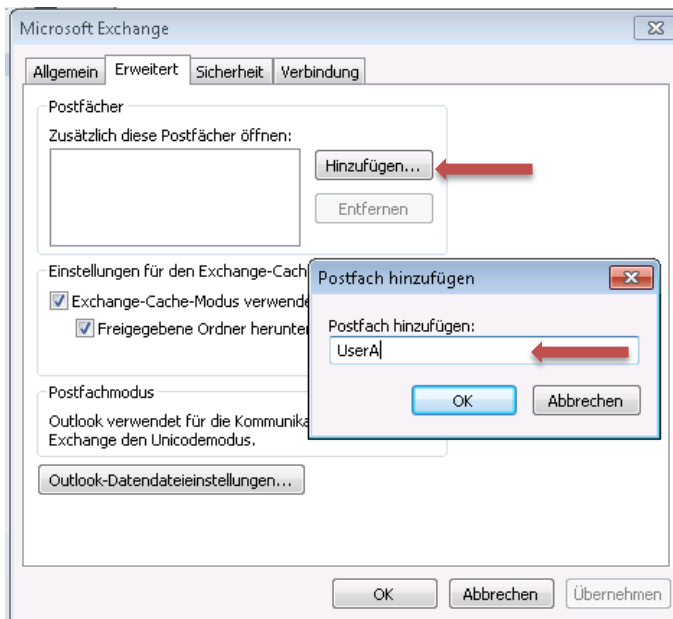 Microsoft Exchange
Allgemein Erweitert Sicherheit Verbindung
Postfächer
Zusätzlich diese Postfächer öffnen:
Hinzufügen...
Entfernen
Einstellungen für den Exchange-Cach
Exchange-Cache-Modus verwende
Freigegebene Ordner herunter
Postfach hinzufügen
Postfach hinzufügen:
UserA
OK Abbrechen
Postfachmodus
Outlook verwendet für die Kommunika
Exchange den Unicodemodus.
Outlook-Datendateieinstellungen...
OK Abbrechen Übernehmen